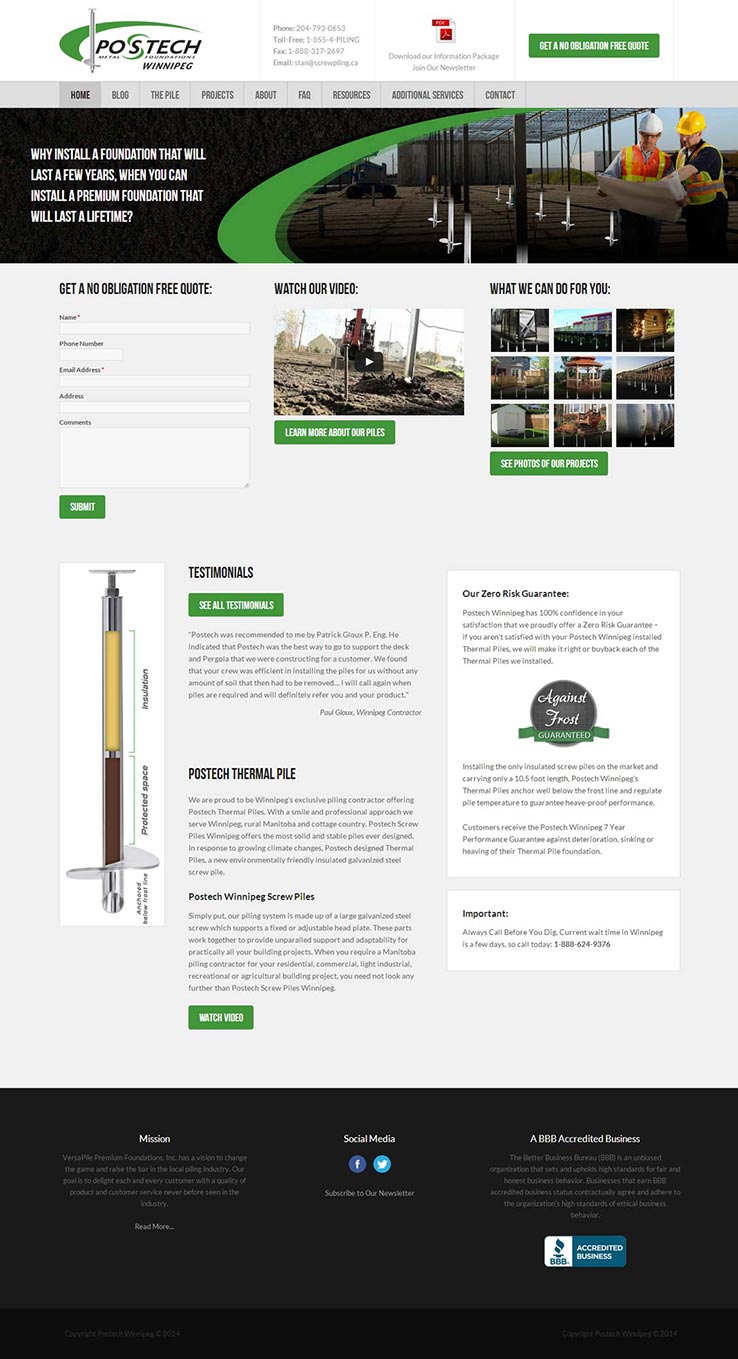 POSTECH
METAL FOUNDATIONS
WINNIPEG
Phone: 204-793-0653
Toll-Free: 1-855-4-PILING
Fax: 1-888-317-2697
Email: stan@screwpiling.ca
PDF
Download our Information Package
Join Our Newsletter
GET A NO OBLIGATION FREE QUOTE
HOME BLOG THE PILE PROJECTS ABOUT FAQ RESOURCES ADDITIONAL SERVICES CONTACT
WHY INSTALL A FOUNDATION THAT WILL
LAST A FEW YEARS, WHEN YOU CAN
INSTALL A PREMIUM FOUNDATION THAT
WILL LAST A LIFETIME?
GET A NO OBLIGATION FREE QUOTE:
Name *
Phone Number
Email Address *
Address
Comments
SUBMIT
WATCH OUR VIDEO:
LEARN MORE ABOUT OUR PILES
WHAT WE CAN DO FOR YOU:
SEE PHOTOS OF OUR PROJECTS
Insulation
Protected space
Anchored
below frost line
TESTIMONIALS
SEE ALL TESTIMONIALS
"Postech was recommended to me by Patrick Gloux P. Eng. He
indicated that Postech was the best way to go to support the deck
and Pergola that we were constructing for a customer. We found
that your crew was efficient in installing the piles for us without any
amount of soil that then had to be removed... I will call again when
piles are required and will definitely refer you and your product."
Paul Gloux, Winnipeg Contractor
POSTECH THERMAL PILE
We are proud to be Winnipeg's exclusive piling contractor offering
Postech Thermal Piles. With a smile and professional approach we
serve Winnipeg, rural Manitoba and cottage country. Postech Screw
Piles Winnipeg offers the most solid and stable piles ever designed.
In response to growing climate changes, Postech designed Thermal
Piles, a new environmentally friendly insulated galvanized steel
screw pile.
Postech Winnipeg Screw Piles
Simply put, our piling system is made up of a large galvanized steel
screw which supports a fixed or adjustable head plate. These parts
work together to provide unparalled support and adaptability for
practically all your building projects. When you require a Manitoba
piling contractor for your residential, commercial, light industrial,
recreational or agricultural building project, you need not look any
further than Postech Screw Piles Winnipeg.
WATCH VIDEO
Our Zero Risk Guarantee:
Postech Winnipeg has 100% confidence in your
satisfaction that we proudly offer a Zero Risk Guarantee –
if you aren't satisfied with your Postech Winnipeg installed
Thermal Piles, we will make it right or buyback each of the
Thermal Piles we installed.
Against
Frost
GUARANTEED
Installing the only insulated screw piles on the market and
carrying only a 10.5 foot length, Postech Winnipeg's
Thermal Piles anchor well below the frost line and regulate
pile temperature to guarantee heave-proof performance.
Customers receive the Postech Winnipeg 7 Year
Performance Guarantee against deterioration, sinking or
heaving of their Thermal Pile foundation.
Important:
Always Call Before You Dig. Current wait time in Winnipeg
is a few days, so call today: 1-888-624-9376
Mission
VersaPile Premium Foundations, Inc. has a vision to change
the game and raise the bar in the local piling industry. Our
goal is to delight each and every customer with a quality of
product and customer service never before seen in the
industry.
Read More...
Social Media
f
Subscribe to Our Newsletter
A BBB Accredited Business
The Better Business Bureau (BBB) is an unbiased
organization that sets and upholds high standards for fair and
honest business behavior. Businesses that earn BBB
accredited business status contractually agree and adhere to
the organization's high standards of ethical business
behavior.
BBB.
ACCREDITED
BUSINESS
Copyright Postech Winnipeg © 2014
Copyright Postech Winnipeg © 2014